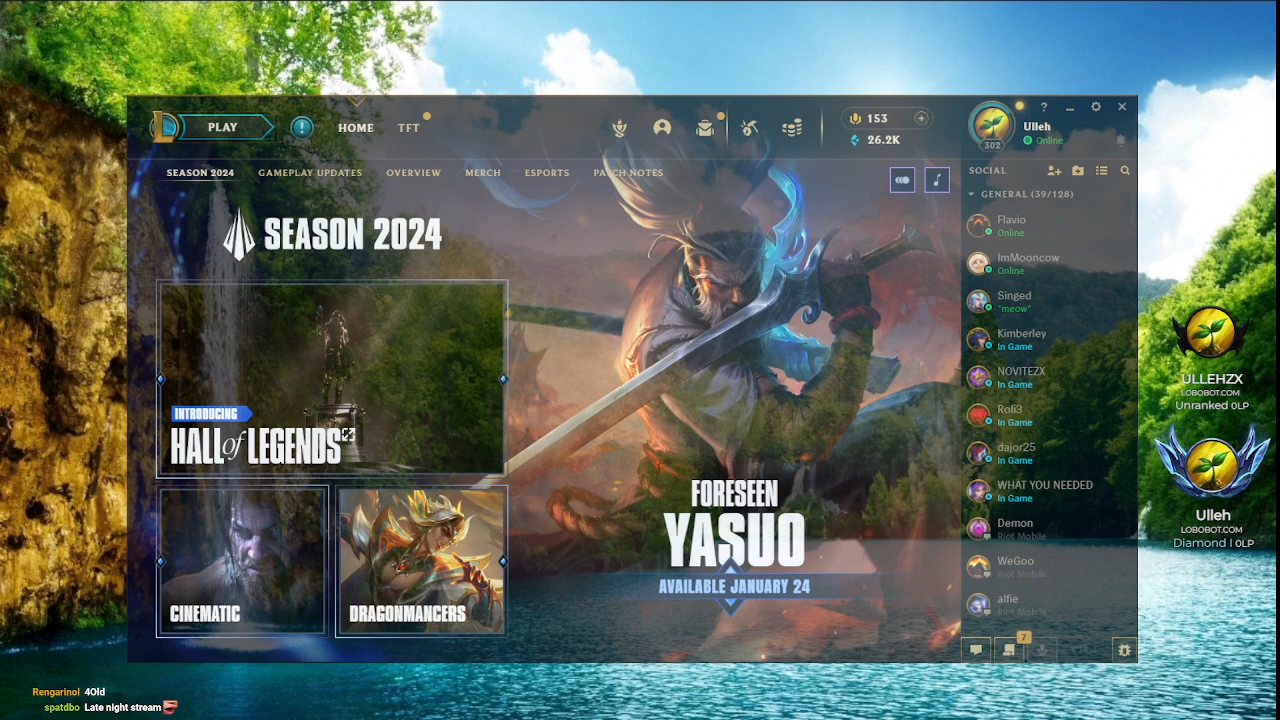 PLAY
HOME
TFT
153
26.2K
302
Ulleh
Online
SEASON 2024
GAMEPLAY UPDATES
OVERVIEW
MERCH
ESPORTS
PATCH NOTES
SEASON 2024
INTRODUCING
HALL of LEGENDS
CINEMATIC
DRAGONMANCERS
FORESEEN
YASUO
AVAILABLE JANUARY 24
SOCIAL
GENERAL (39/128)
Flavio
Online
ImMooncow
Online
Singed
"meow"
Kimberley
In Game
NOVITEZX
In Game
Roli3
In Game
dajor25
In Game
WHAT YOU NEEDED
In Game
Demon
Riot Mobile
WeGoo
Riot Mobile
alfie
Riot Mobile
7
ULLEHZX
LOBOBOT.COM
Unranked 0LP
Ulleh
LOBOBOT.COM
Diamond I 0LP
Rengarinol 4Old
spatdbo Late night stream